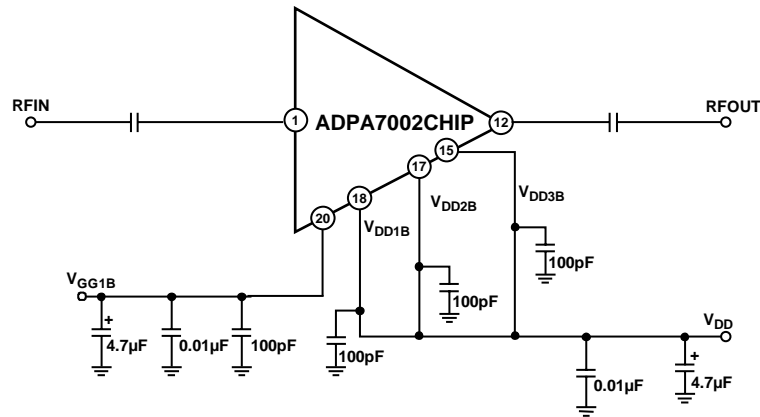 RFIN
1
ADPA7002CHIP
12
RFOUT
15
17
18
20
VDD3B
VDD2B
VDD1B
100pF
VGG1B
100pF
VDD
+
4.7µF
0.01µF
100pF
100pF
0.01µF
+
4.7µF